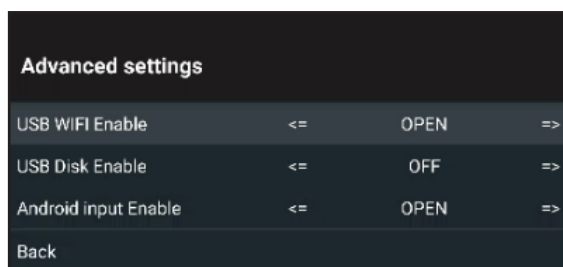 Advanced settings
USB WIFI Enable <= OPEN =>
USB Disk Enable <= OFF =>
Android input Enable <= OPEN =>
Back